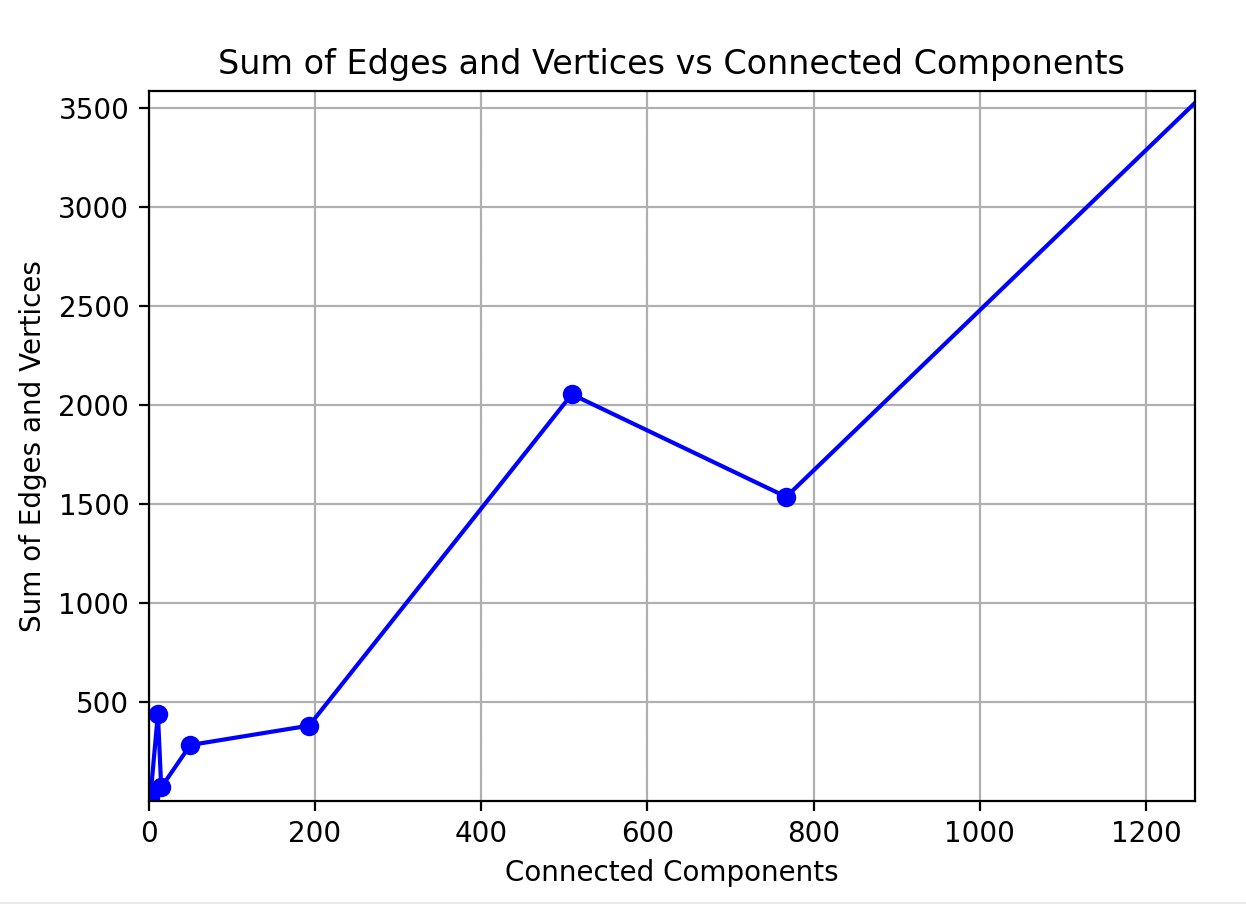 Sum of Edges and Vertices vs Connected Components
3500
3000
2500
2000
1500
1000
500
Sum of Edges and Vertices
0 200 400 600 800 1000 1200
Connected Components